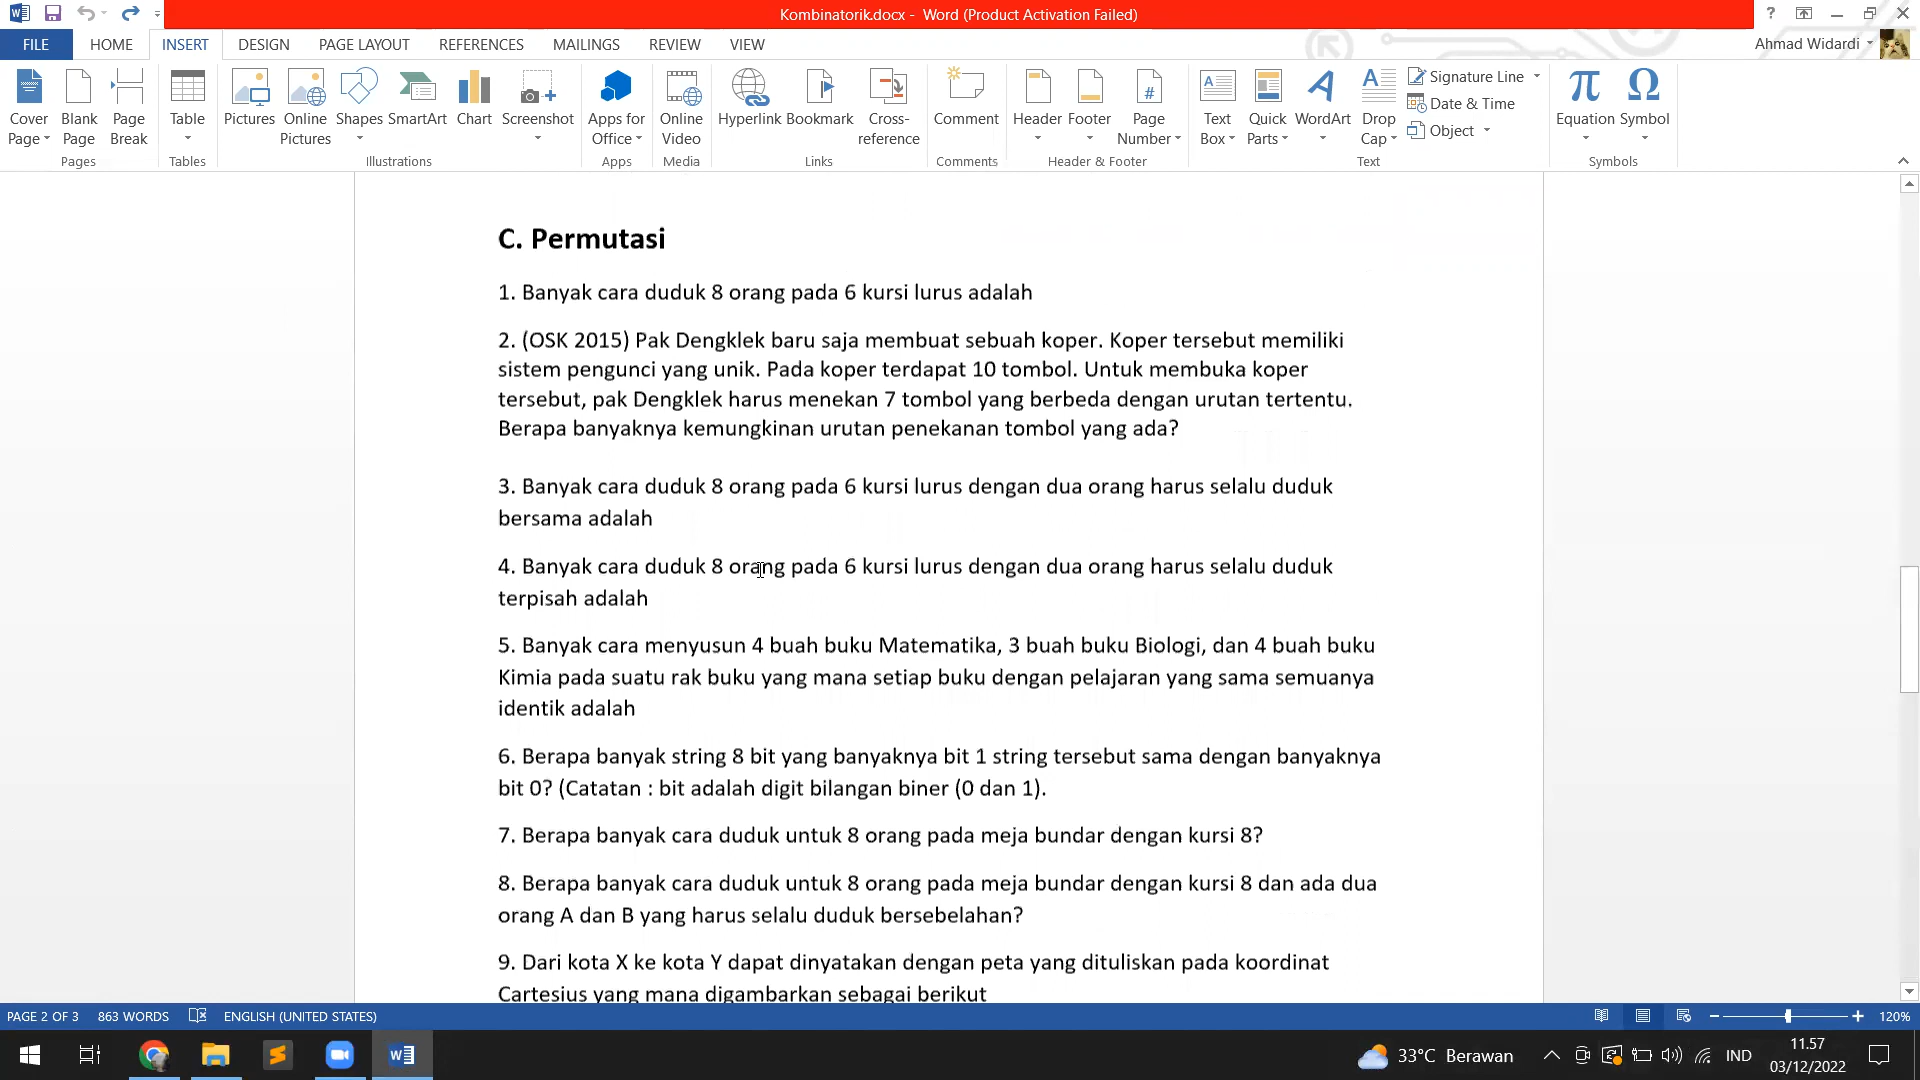 Kombinatorik.docx - Word (Product Activation Failed)
FILE HOME INSERT DESIGN PAGE LAYOUT REFERENCES MAILINGS REVIEW VIEW Ahmad Widardi
Cover Page Blank Page Page Break Table Pictures Online Pictures Shapes SmartArt Chart Screenshot Apps for Office Online Video Hyperlink Bookmark Cross-reference Comment Header Footer Page Number Text Box Quick Parts WordArt Drop Cap Signature Line Date & Time Object Equation Symbol
Pages Tables Illustrations Apps Media Links Comments Header & Footer Text Symbols
C. Permutasi
1. Banyak cara duduk 8 orang pada 6 kursi lurus adalah
2. (OSK 2015) Pak Dengklek baru saja membuat sebuah koper. Koper tersebut memiliki
sistem pengunci yang unik. Pada koper terdapat 10 tombol. Untuk membuka koper
tersebut, pak Dengklek harus menekan 7 tombol yang berbeda dengan urutan tertentu.
Berapa banyaknya kemungkinan urutan penekanan tombol yang ada?
3. Banyak cara duduk 8 orang pada 6 kursi lurus dengan dua orang harus selalu duduk
bersama adalah
4. Banyak cara duduk 8 orang pada 6 kursi lurus dengan dua orang harus selalu duduk
terpisah adalah
5. Banyak cara menyusun 4 buah buku Matematika, 3 buah buku Biologi, dan 4 buah buku
Kimia pada suatu rak buku yang mana setiap buku dengan pelajaran yang sama semuanya
identik adalah
6. Berapa banyak string 8 bit yang banyaknya bit 1 string tersebut sama dengan banyaknya
bit 0? (Catatan : bit adalah digit bilangan biner (0 dan 1).
7. Berapa banyak cara duduk untuk 8 orang pada meja bundar dengan kursi 8?
8. Berapa banyak cara duduk untuk 8 orang pada meja bundar dengan kursi 8 dan ada dua
orang A dan B yang harus selalu duduk bersebelahan?
9. Dari kota X ke kota Y dapat dinyatakan dengan peta yang dituliskan pada koordinat
Cartesius yang mana digambarkan sebagai berikut
PAGE 2 OF 3 863 WORDS ENGLISH (UNITED STATES) 120%
33°C Berawan IND 11.57
03/12/2022